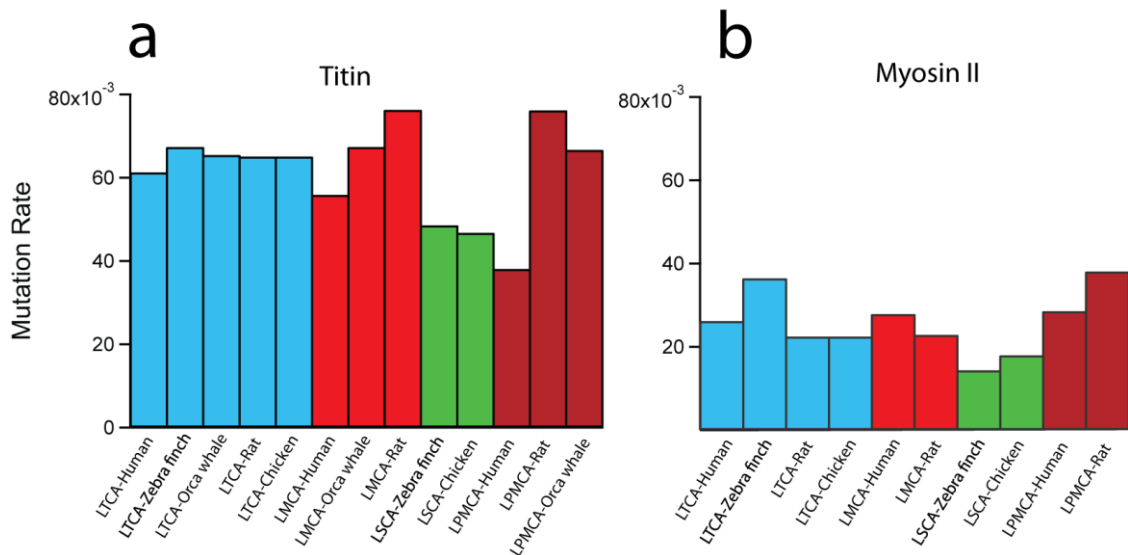 a
Titin
80x10-3
60
40
20
0
Mutation Rate
LTCA-Human
LTCA-Zebra finch
LTCA-Orca whale
LTCA-Rat
LTCA-Chicken
LMCA-Human
LMCA-Orca whale
LMCA-Rat
LSCA-Zebra finch
LSCA-Chicken
LPMCA-Human
LPMCA-Rat
LPMCA-Orca whale
b
Myosin II
80x10-3
60
40
20
LTCA-Human
LTCA-Zebra finch
LTCA-Rat
LTCA-Chicken
LMCA-Human
LMCA-Rat
LSCA-Zebra finch
LSCA-Chicken
LPMCA-Human
LPMCA-Rat